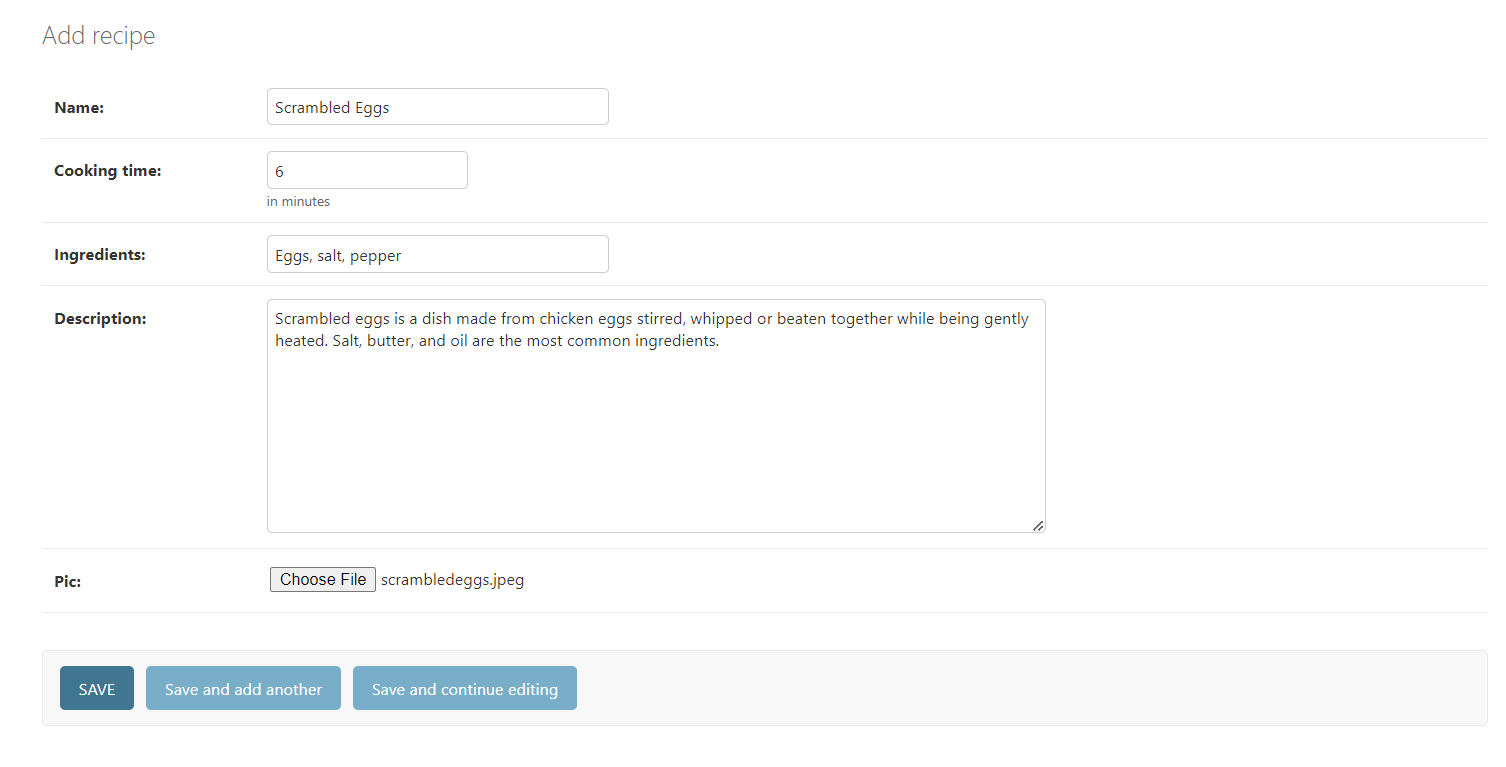 Add recipe
Name:
Scrambled Eggs
Cooking time:
6
in minutes
Ingredients:
Eggs, salt, pepper
Description:
Scrambled eggs is a dish made from chicken eggs stirred, whipped or beaten together while being gently
heated. Salt, butter, and oil are the most common ingredients.
Pic:
Choose File scrambledeggs.jpeg
SAVE Save and add another Save and continue editing